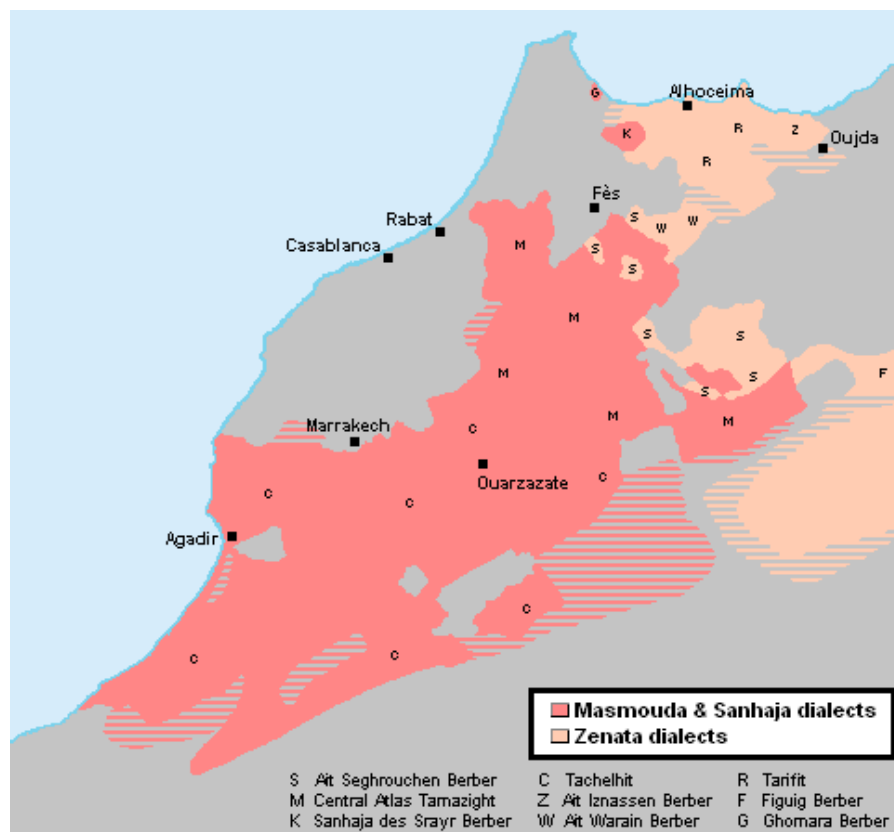 G
Alhoceima
R
Z
K
Oujda
R
Fès
S
W
W
Rabat
M
S
Casablanca
S
M
S
S
M
S
F
S
M
Marrakech
C
M
Ouarzazate
C
C
C
Agadir
C
C
C
Masmouda & Sanhaja dialects
Zenata dialects
S Ait Seghrouchen Berber
C Tachelhit
R Tarifit
M Central Atlas Tamazight
Z Ait Iznassen Berber
F Figuig Berber
K Sanhaja des Srayr Berber
W Ait Warain Berber
G Ghomara Berber